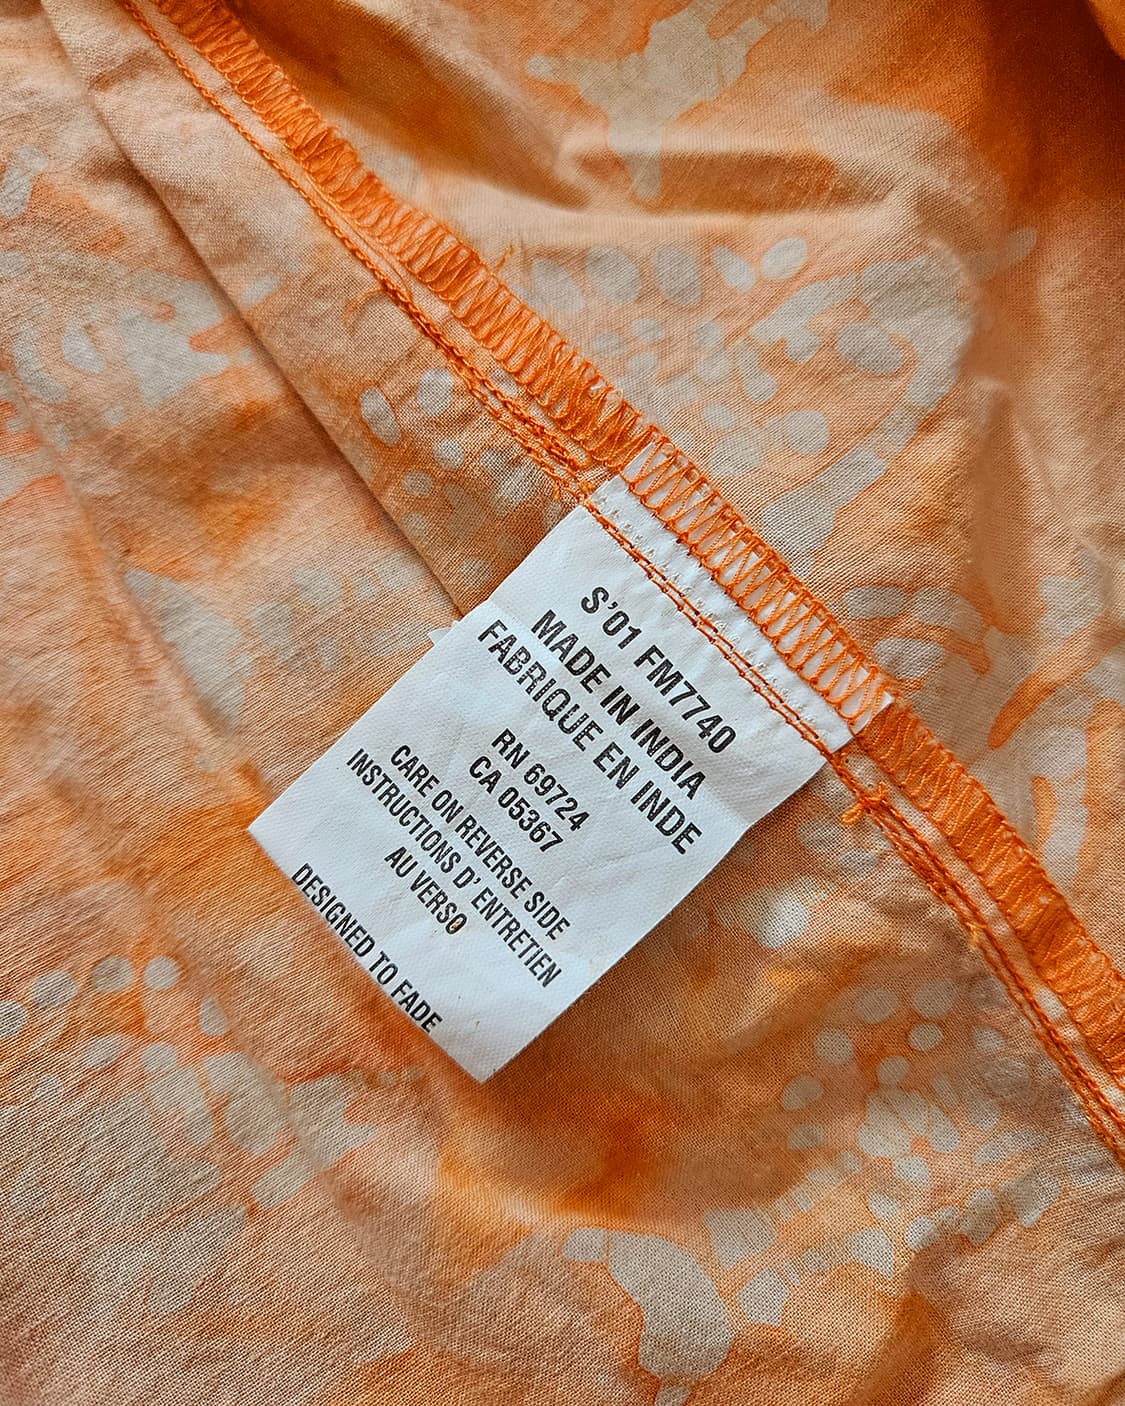 S'01 FM7740
MADE IN INDIA
FABRIQUE EN INDE
RN 69724
CA 05367
CARE ON REVERSE SIDE
INSTRUCTIONS D' ENTRETIEN
AU VERSO
DESIGNED TO FADE